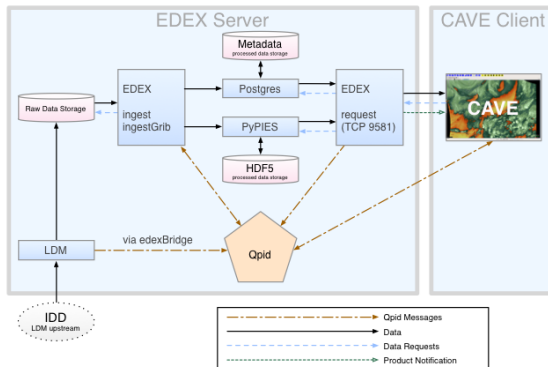 EDEX Server
CAVE Client
Metadata
processed data storage
Raw Data Storage
EDEX
ingest
ingestGrib
Postgres
PyPIES
EDEX
request
(TCP 9581)
CAVE
HDF5
processed data storage
LDM
via edexBridge
Qpid
IDD
LDM upstream
Qpid Messages
Data
Data Requests
Product Notification